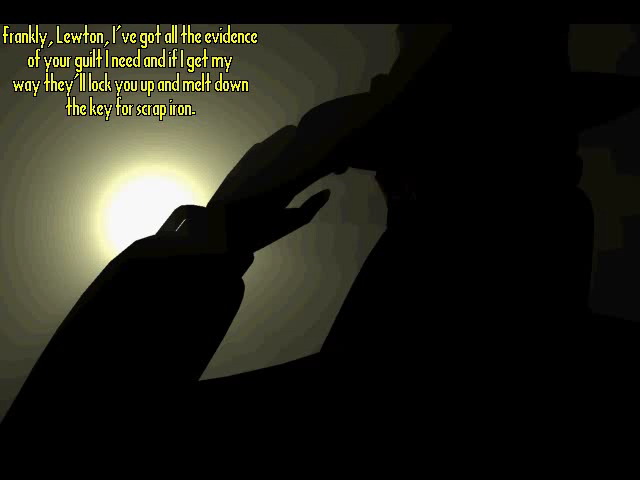 Frankly, Lewton, I've got all the evidence
of your guilt I need and if I get my
way they'll lock you up and melt down
the key for scrap iron.